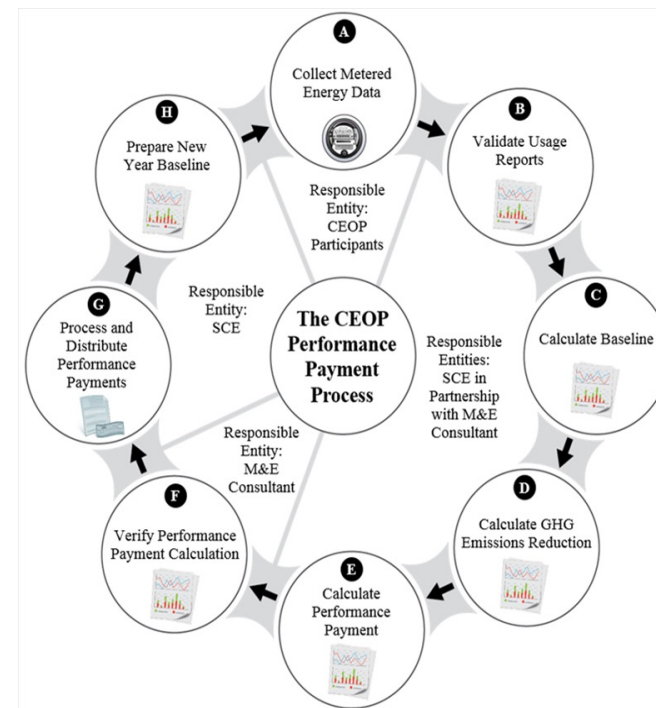 A
Collect Metered
Energy Data
B
Validate Usage
Reports
C
Calculate Baseline
D
Calculate GHG
Emissions Reduction
E
Calculate
Performance
Payment
F
Verify Performance
Payment Calculation
G
Process and
Distribute
Performance
Payments
H
Prepare New
Year Baseline
Responsible
Entity:
CEOP
Participants
Responsible
Entity:
SCE
The CEOP
Performance
Payment
Process
Responsible
Entities:
SCE in
Partnership
with M&E
Consultant
Responsible
Entity:
M&E
Consultant